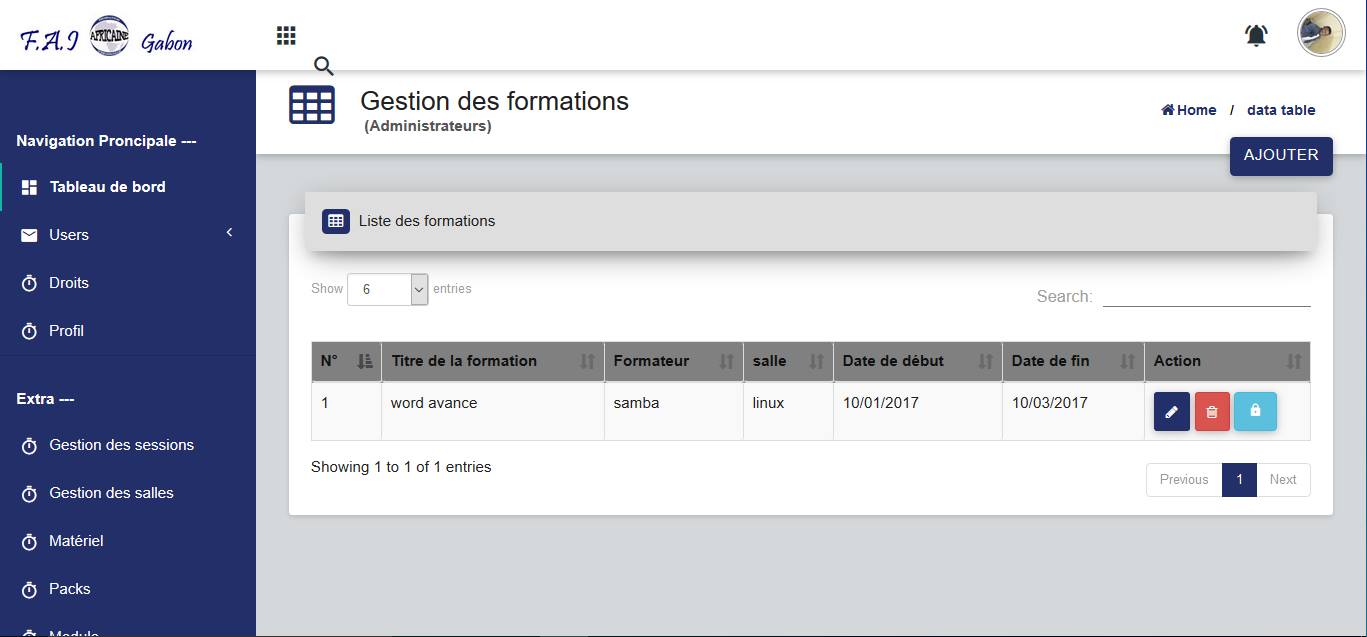 F.A.I AFRICAINE Gabon
Gestion des formations
(Administrateurs)
Home / data table
AJOUTER
Navigation Proncipale ---
Tableau de bord
Users
Droits
Profil
Extra ---
Gestion des sessions
Gestion des salles
Matériel
Packs
Module
Liste des formations
Show 6 entries
Search:
N° Titre de la formation Formateur salle Date de début Date de fin Action
1 word avance samba linux 10/01/2017 10/03/2017
Showing 1 to 1 of 1 entries
Previous 1 Next